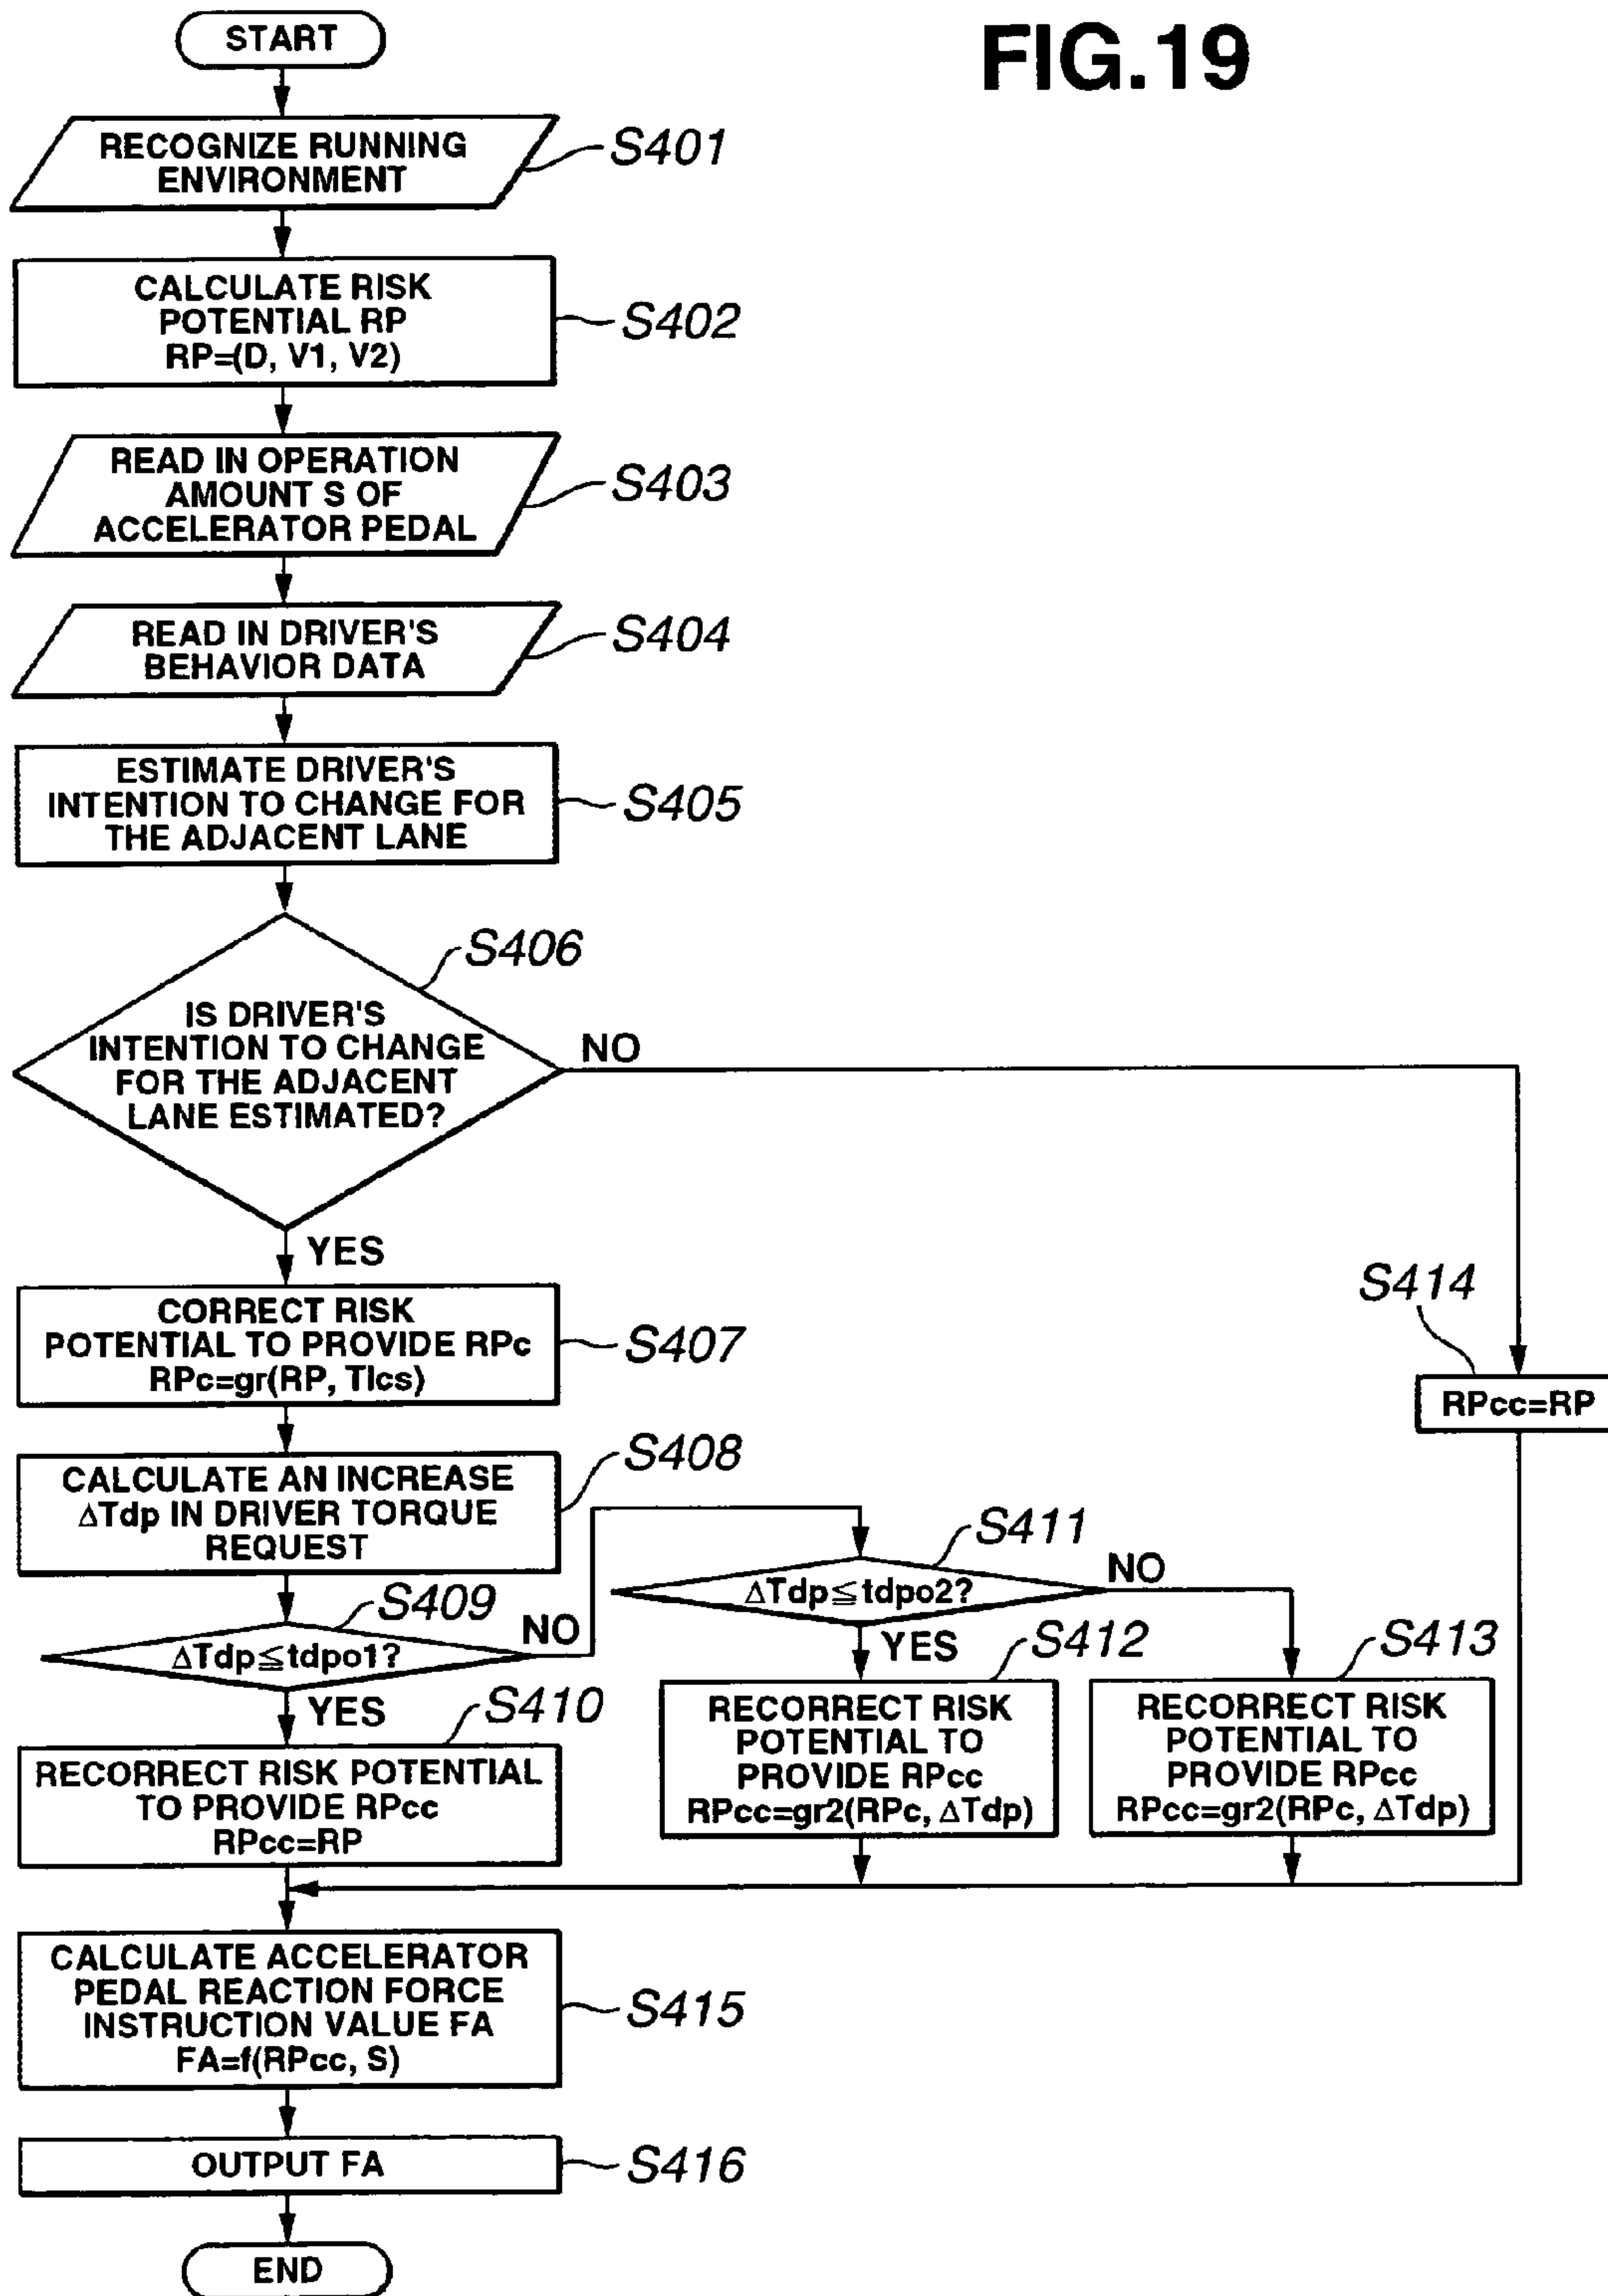 FIG.19
START
RECOGNIZE RUNNING
ENVIRONMENT
S401
CALCULATE RISK
POTENTIAL RP
RP=(D, V1, V2)
S402
READ IN OPERATION
AMOUNT S OF
ACCELERATOR PEDAL
S403
READ IN DRIVER'S
BEHAVIOR DATA
S404
ESTIMATE DRIVER'S
INTENTION TO CHANGE FOR
THE ADJACENT LANE
S405
S406
IS DRIVER'S
INTENTION TO CHANGE
FOR THE ADJACENT
LANE ESTIMATED?
NO
YES
CORRECT RISK
POTENTIAL TO PROVIDE RPc
RPc=gr(RP, Tlcs)
S407
S414
RPcc=RP
CALCULATE AN INCREASE
ΔTdp IN DRIVER TORQUE
REQUEST
S408
S409
ΔTdp≦tdpo1?
NO
YES
S411
ΔTdp≦tdpo2?
NO
YES
S410
RECORRECT RISK POTENTIAL
TO PROVIDE RPcc
RPcc=RP
S412
RECORRECT RISK
POTENTIAL TO
PROVIDE RPcc
RPcc=gr2(RPc, ΔTdp)
S413
RECORRECT RISK
POTENTIAL TO
PROVIDE RPcc
RPcc=gr2(RPc, ΔTdp)
CALCULATE ACCELERATOR
PEDAL REACTION FORCE
INSTRUCTION VALUE FA
FA=f(RPcc, S)
S415
OUTPUT FA
S416
END